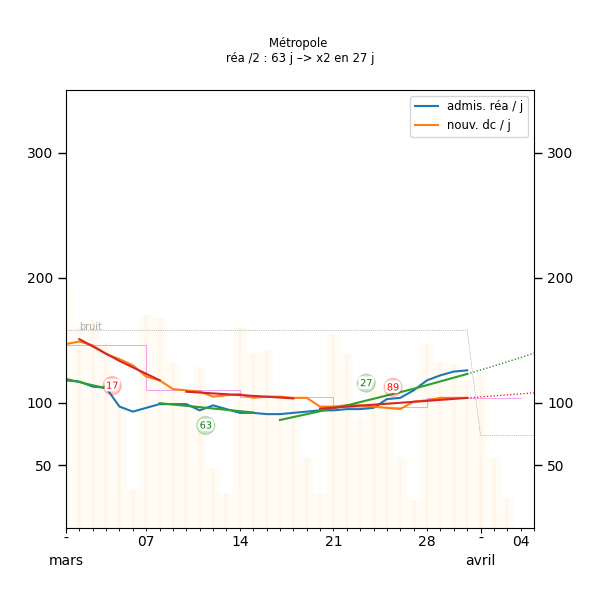 Métropole
réa /2 : 63 j –> x2 en 27 j
admis. réa / j
nouv. dc / j
300
300
200
200
bruit
17
27
89
100
100
63
50
50
-
07
14
21
28
-
04
mars
avril